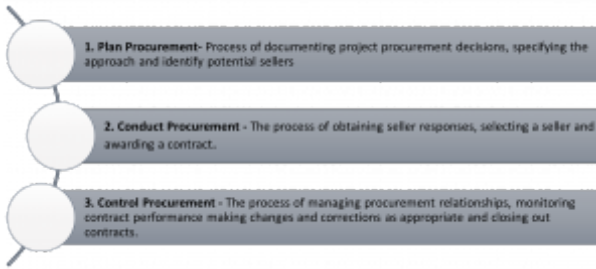 1. Plan Procurement- Process of documenting project procurement decisions, specifying the
approach and identify potential sellers
2. Conduct Procurement - The process of obtaining seller responses, selecting a seller and
awarding a contract.
3. Control Procurement - The process of managing procurement relationships, monitoring
contract performance making changes and corrections as appropriate and closing out
contracts.